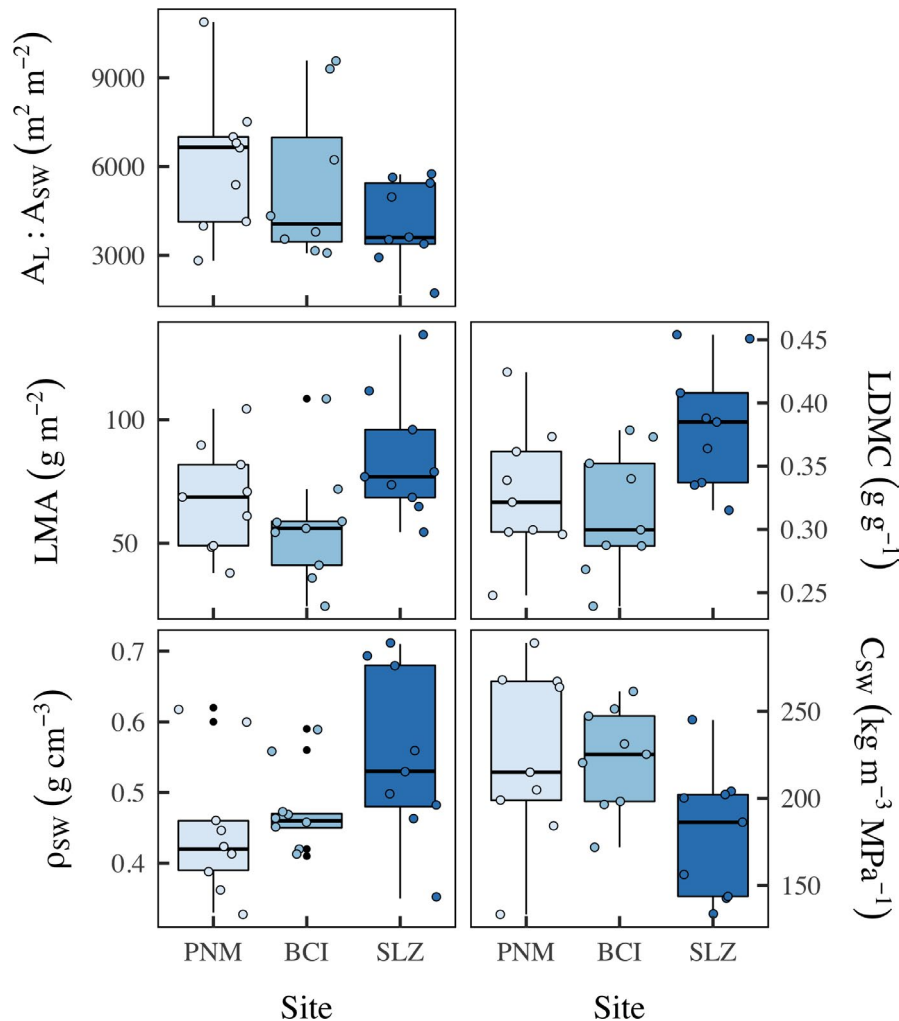 A_L : A_SW (m² m⁻²)
9000
6000
3000
LMA (g m⁻²)
100
50
0.45
0.40
0.35
0.30
0.25
LDMC (g g⁻¹)
ρ_SW (g cm⁻³)
0.7
0.6
0.5
0.4
250
200
150
C_SW (kg m⁻³ MPa⁻¹)
PNM BCI SLZ
PNM BCI SLZ
Site
Site